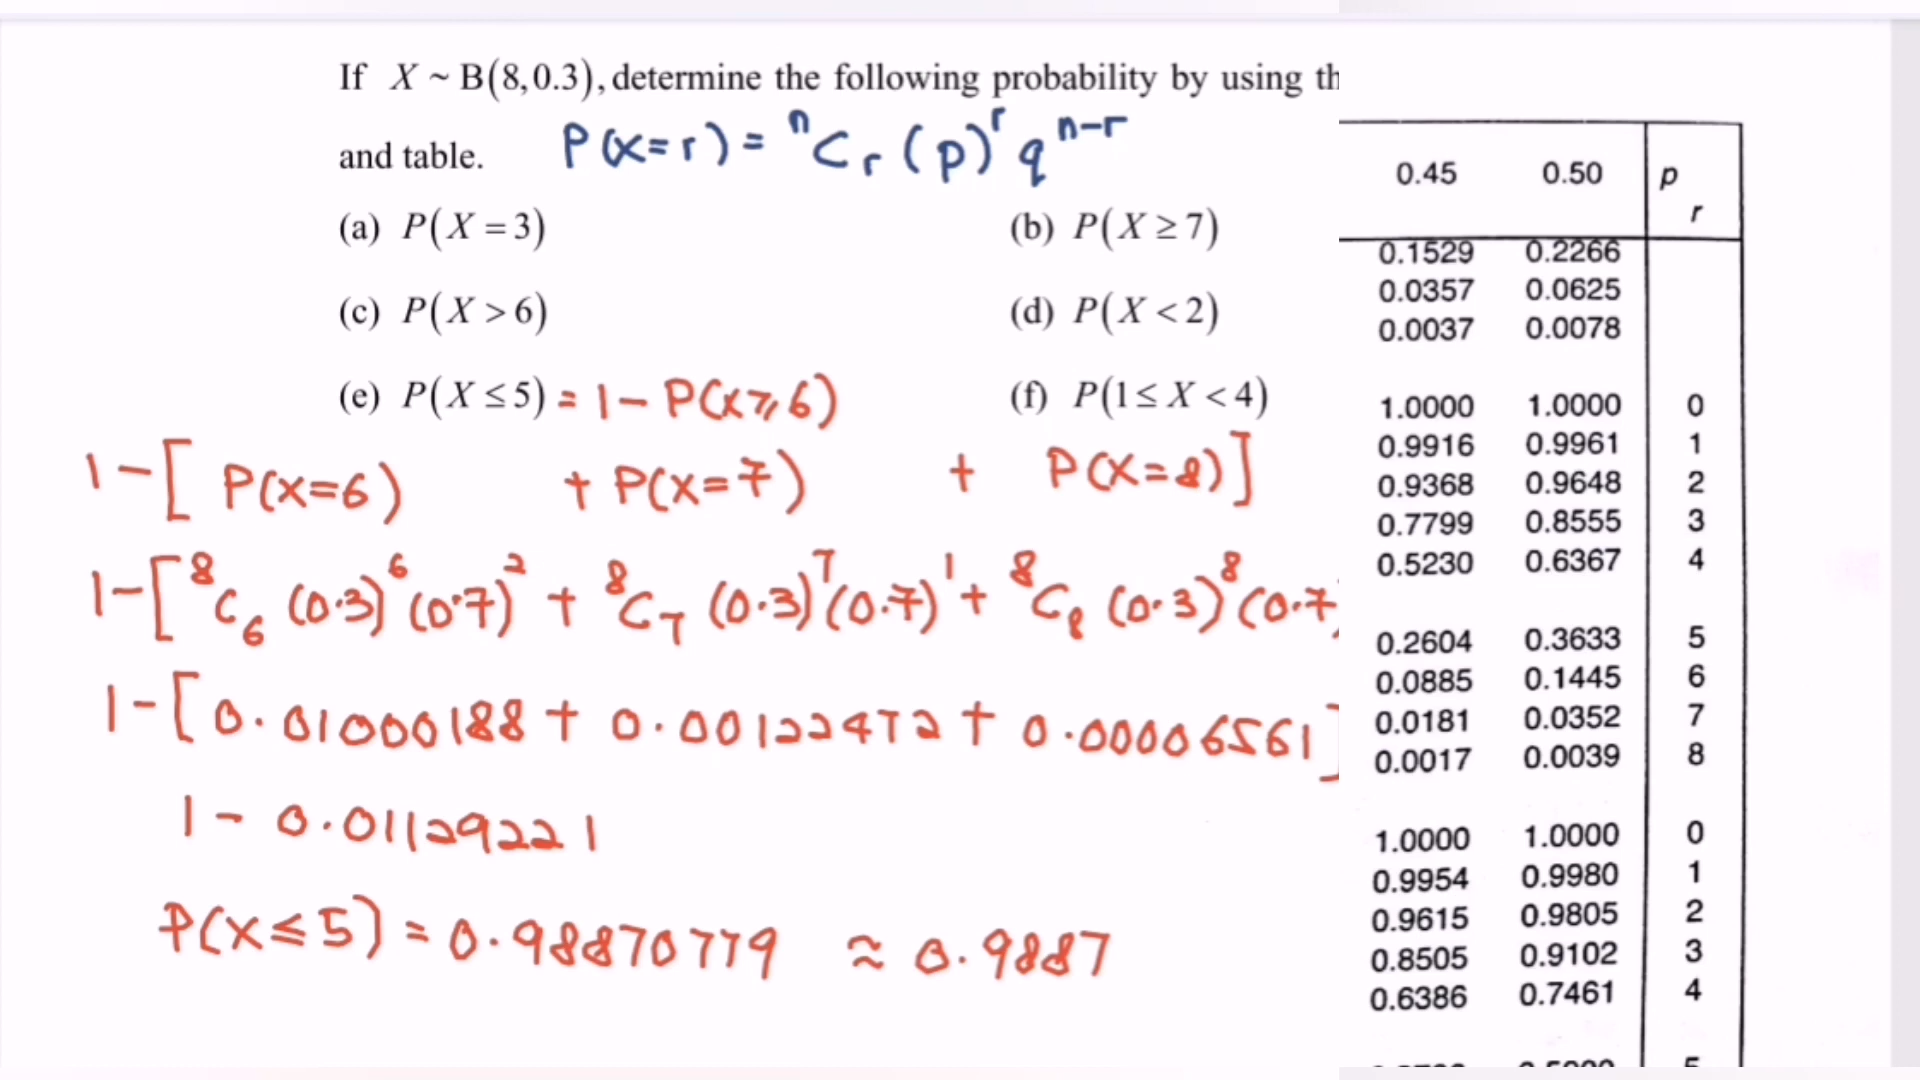 If X ~ B(8,0.3), determine the following probability by using th
and table. P(X=r) = ⁿCᵣ (p)ʳ qⁿ⁻ʳ
(a) P(X = 3) (b) P(X ≥ 7)
(c) P(X > 6) (d) P(X < 2)
(e) P(X ≤ 5) = 1 - P(X ≥ 6) (f) P(1 ≤ X < 4)
1 - [ P(X=6) + P(X=7) + P(X=8) ]
1 - [ ⁸C₆ (0.3)⁶ (0.7)² + ⁸C₇ (0.3)⁷ (0.7)¹ + ⁸C₈ (0.3)⁸ (0.7
1 - [ 0.01000188 + 0.00122472 + 0.00006561 ]
1 - 0.01129221
P(X ≤ 5) = 0.98870779 ≈ 0.9887
0.45 0.50 p
r
0.1529 0.2266
0.0357 0.0625
0.0037 0.0078
1.0000 1.0000 0
0.9916 0.9961 1
0.9368 0.9648 2
0.7799 0.8555 3
0.5230 0.6367 4
0.2604 0.3633 5
0.0885 0.1445 6
0.0181 0.0352 7
0.0017 0.0039 8
1.0000 1.0000 0
0.9954 0.9980 1
0.9615 0.9805 2
0.8505 0.9102 3
0.6386 0.7461 4